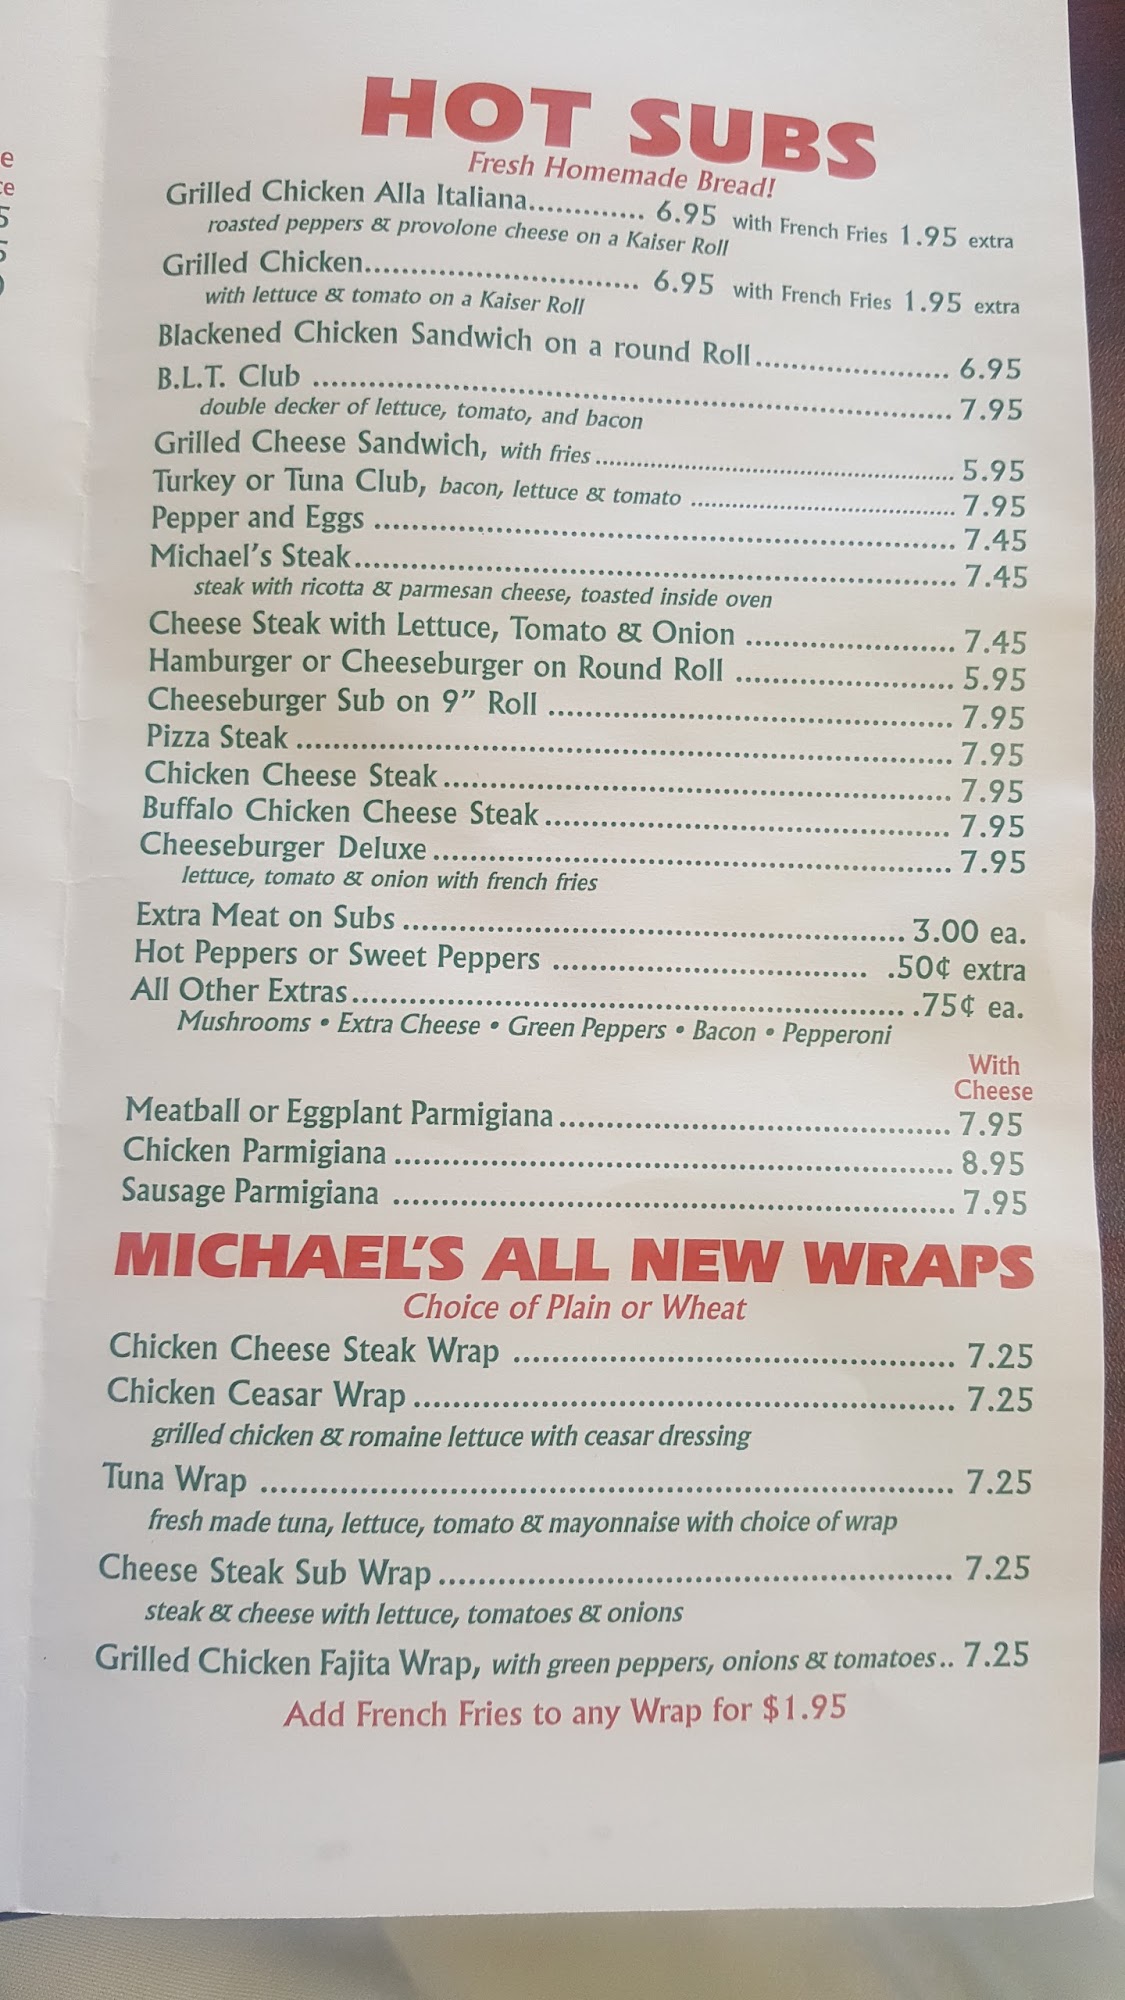 HOT SUBS
Fresh Homemade Bread!
Grilled Chicken Alla Italiana............. 6.95 with French Fries 1.95 extra
roasted peppers & provolone cheese on a Kaiser Roll
Grilled Chicken.............................. 6.95 with French Fries 1.95 extra
with lettuce & tomato on a Kaiser Roll
Blackened Chicken Sandwich on a round Roll..................... 6.95
B.L.T. Club ..................................................................... 7.95
double decker of lettuce, tomato, and bacon
Grilled Cheese Sandwich, with fries.................................................... 5.95
Turkey or Tuna Club, bacon, lettuce & tomato ...................................... 7.95
Pepper and Eggs ............................................................... 7.45
Michael's Steak................................................................. 7.45
steak with ricotta & parmesan cheese, toasted inside oven
Cheese Steak with Lettuce, Tomato & Onion ....................... 7.45
Hamburger or Cheeseburger on Round Roll ........................ 5.95
Cheeseburger Sub on 9" Roll ............................................ 7.95
Pizza Steak ....................................................................... 7.95
Chicken Cheese Steak....................................................... 7.95
Buffalo Chicken Cheese Steak............................................ 7.95
Cheeseburger Deluxe........................................................ 7.95
lettuce, tomato & onion with french fries
Extra Meat on Subs ...................................................... 3.00 ea.
Hot Peppers or Sweet Peppers .................................. .50¢ extra
All Other Extras............................................................ .75¢ ea.
Mushrooms • Extra Cheese • Green Peppers • Bacon • Pepperoni
With
Cheese
Meatball or Eggplant Parmigiana.......................................... 7.95
Chicken Parmigiana ............................................................ 8.95
Sausage Parmigiana ............................................................ 7.95
MICHAEL'S ALL NEW WRAPS
Choice of Plain or Wheat
Chicken Cheese Steak Wrap ............................................... 7.25
Chicken Ceasar Wrap.......................................................... 7.25
grilled chicken & romaine lettuce with ceasar dressing
Tuna Wrap ......................................................................... 7.25
fresh made tuna, lettuce, tomato & mayonnaise with choice of wrap
Cheese Steak Sub Wrap...................................................... 7.25
steak & cheese with lettuce, tomatoes & onions
Grilled Chicken Fajita Wrap, with green peppers, onions & tomatoes.. 7.25
Add French Fries to any Wrap for $1.95